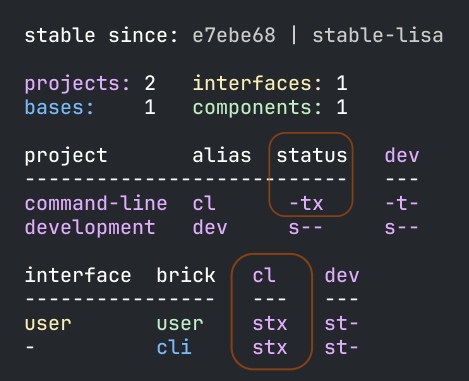 stable since: e7ebe68 | stable-lisa
projects: 2   interfaces: 1
bases:    1   components: 1
project       alias  status   dev
---------------------------   ---
command-line  cl      -tx     -t-
development   dev     s--     s--
interface  brick   cl   dev
----------------   ---   ---
user       user    stx   st-
-          cli     stx   st-